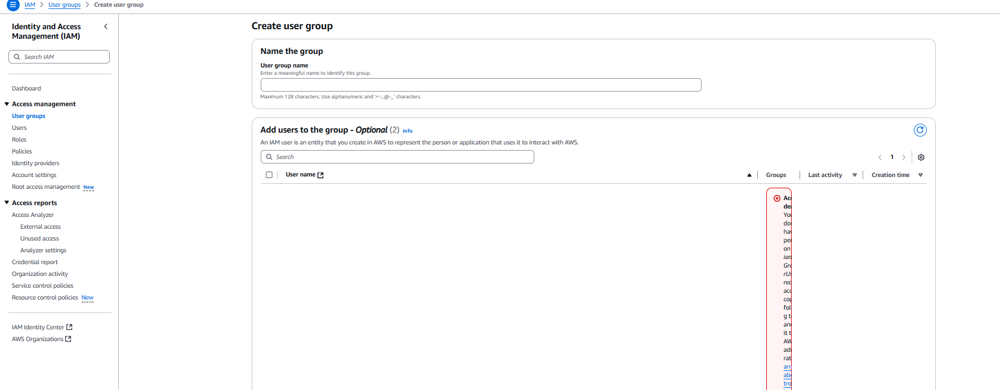 IAM > User groups > Create user group
Identity and Access
Management (IAM)
Search IAM
Dashboard
Access management
User groups
Users
Roles
Policies
Identity providers
Account settings
Root access management New
Access reports
Access Analyzer
External access
Unused access
Analyzer settings
Credential report
Organization activity
Service control policies
Resource control policies New
IAM Identity Center
AWS Organizations
Create user group
Name the group
User group name
Enter a meaningful name to identify this group.
Maximum 128 characters. Use alphanumeric and '+=,.@-_' characters.
Add users to the group - Optional (2) Info
An IAM user is an entity that you create in AWS to represent the person or application that uses it to interact with AWS.
Search
1
User name Groups Last activity Creation time
on